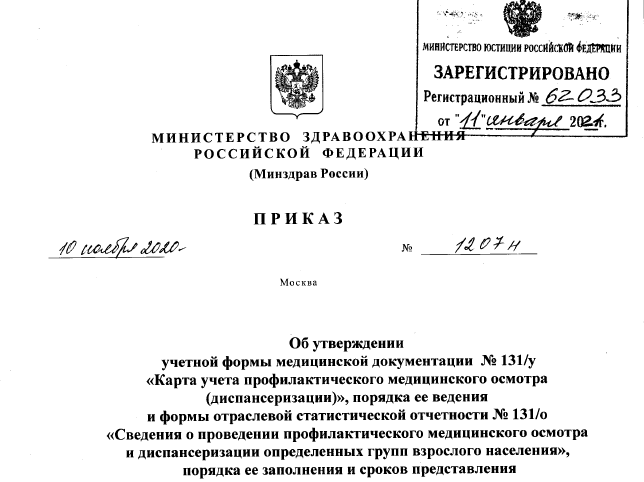 МИНИСТЕРСТВО ЮСТИЦИИ РОССИЙСКОЙ ФЕДЕРАЦИИ
ЗАРЕГИСТРИРОВАНО
Регистрационный № 62033
от "11" января 2021г.
МИНИСТЕРСТВО ЗДРАВООХРАНЕНИЯ
РОССИЙСКОЙ ФЕДЕРАЦИИ
(Минздрав России)
ПРИКАЗ
10 ноября 2020 № 1207н
Москва
Об утверждении
учетной формы медицинской документации № 131/у
«Карта учета профилактического медицинского осмотра
(диспансеризации)», порядка ее ведения
и формы отраслевой статистической отчетности № 131/о
«Сведения о проведении профилактического медицинского осмотра
и диспансеризации определенных групп взрослого населения»,
порядка ее заполнения и сроков представления